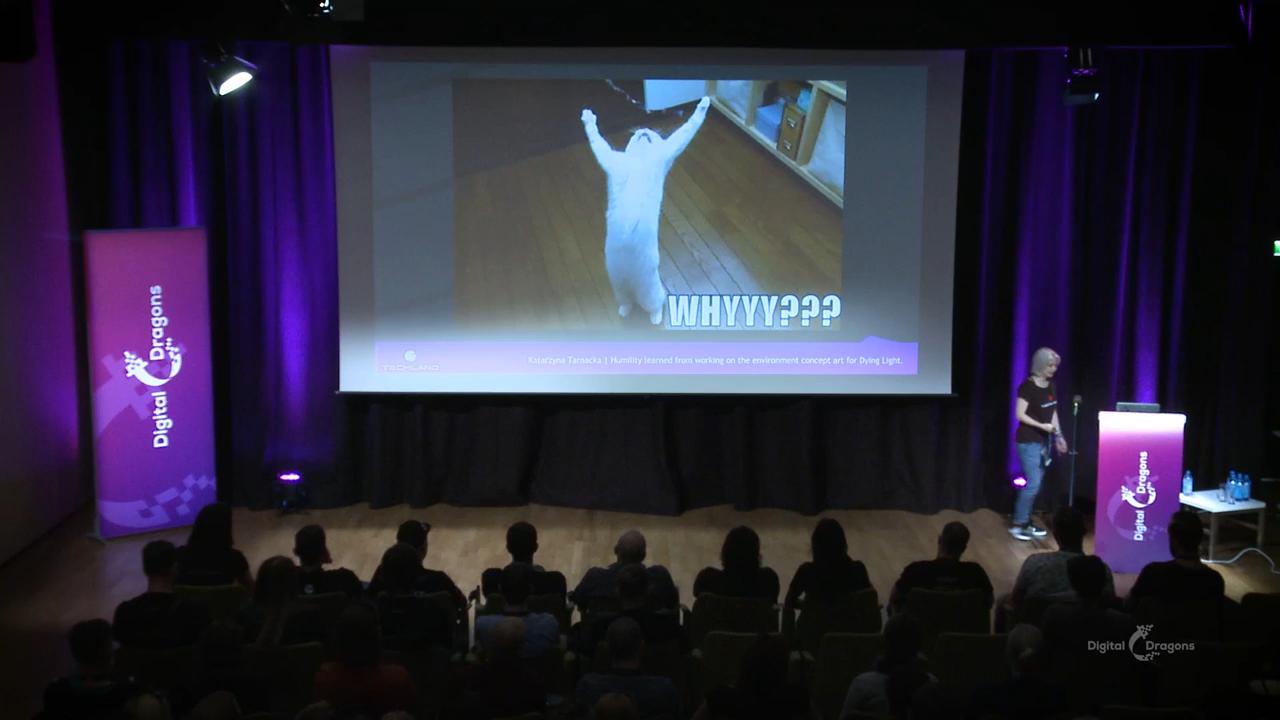 WHYYY???
TECHLAND
Katarzyna Tarnacka | Humility learned from working on the environment concept art for Dying Light.
Digital Dragons
Digital Dragons
Digital Dragons